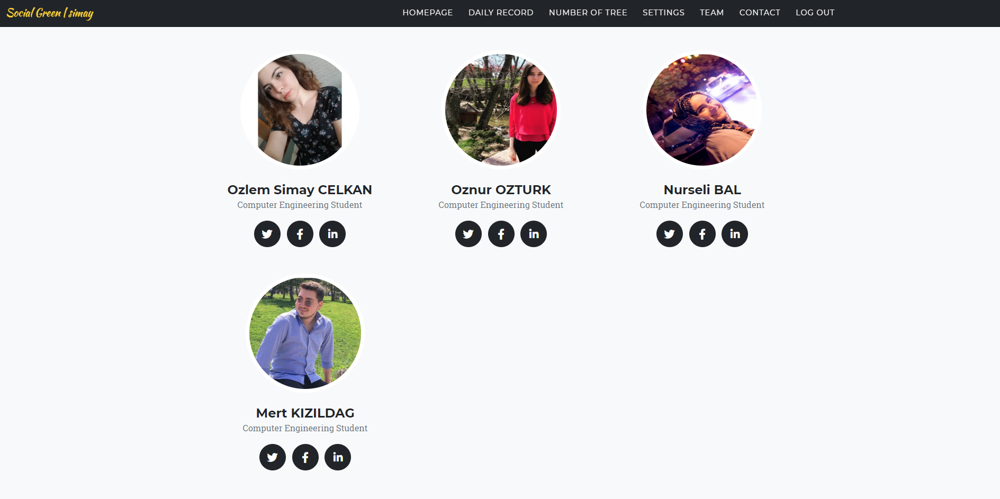 Social Green | simay
HOMEPAGE DAILY RECORD NUMBER OF TREE SETTINGS TEAM CONTACT LOG OUT
Ozlem Simay CELKAN
Computer Engineering Student
Oznur OZTURK
Computer Engineering Student
Nurseli BAL
Computer Engineering Student
Mert KIZILDAG
Computer Engineering Student